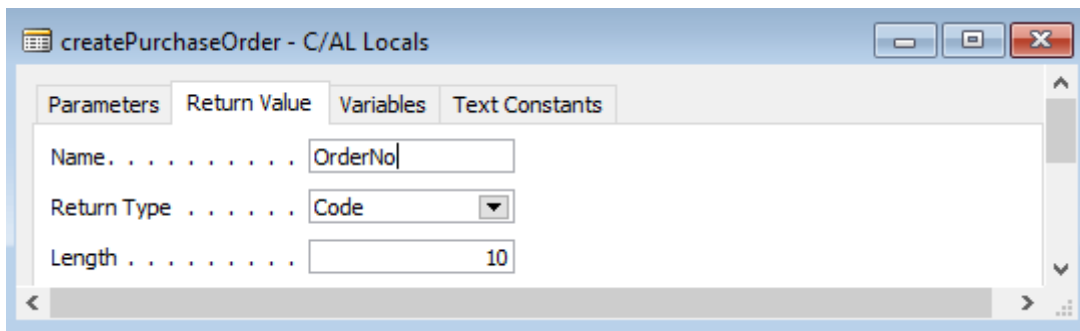 createPurchaseOrder - C/AL Locals
Parameters Return Value Variables Text Constants
Name. . . . . . . . . . OrderNo
Return Type . . . . . . Code
Length . . . . . . . . . 10